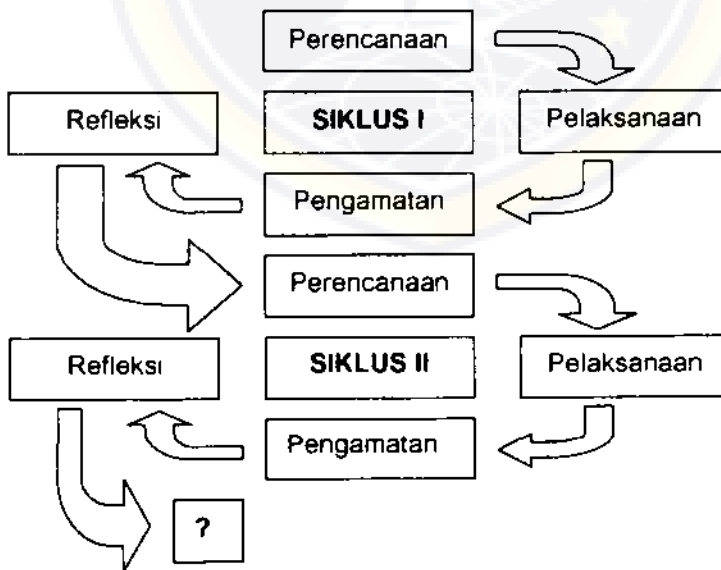 Perencanaan
Refleksi
SIKLUS I
Pelaksanaan
Pengamatan
Perencanaan
Refleksi
SIKLUS II
Pelaksanaan
Pengamatan
?